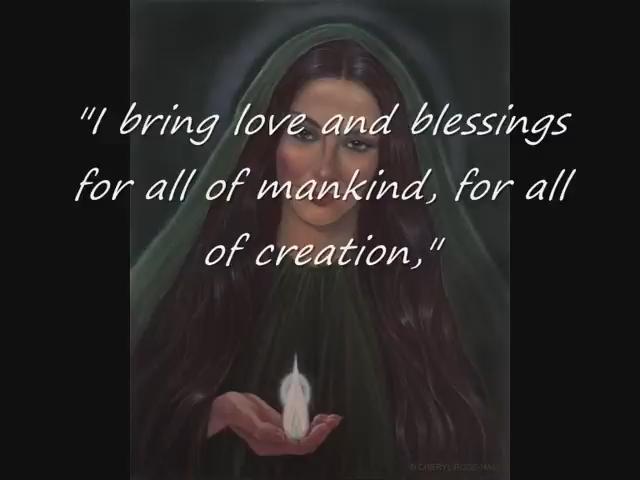 "I bring love and blessings
for all of mankind, for all
of creation,"